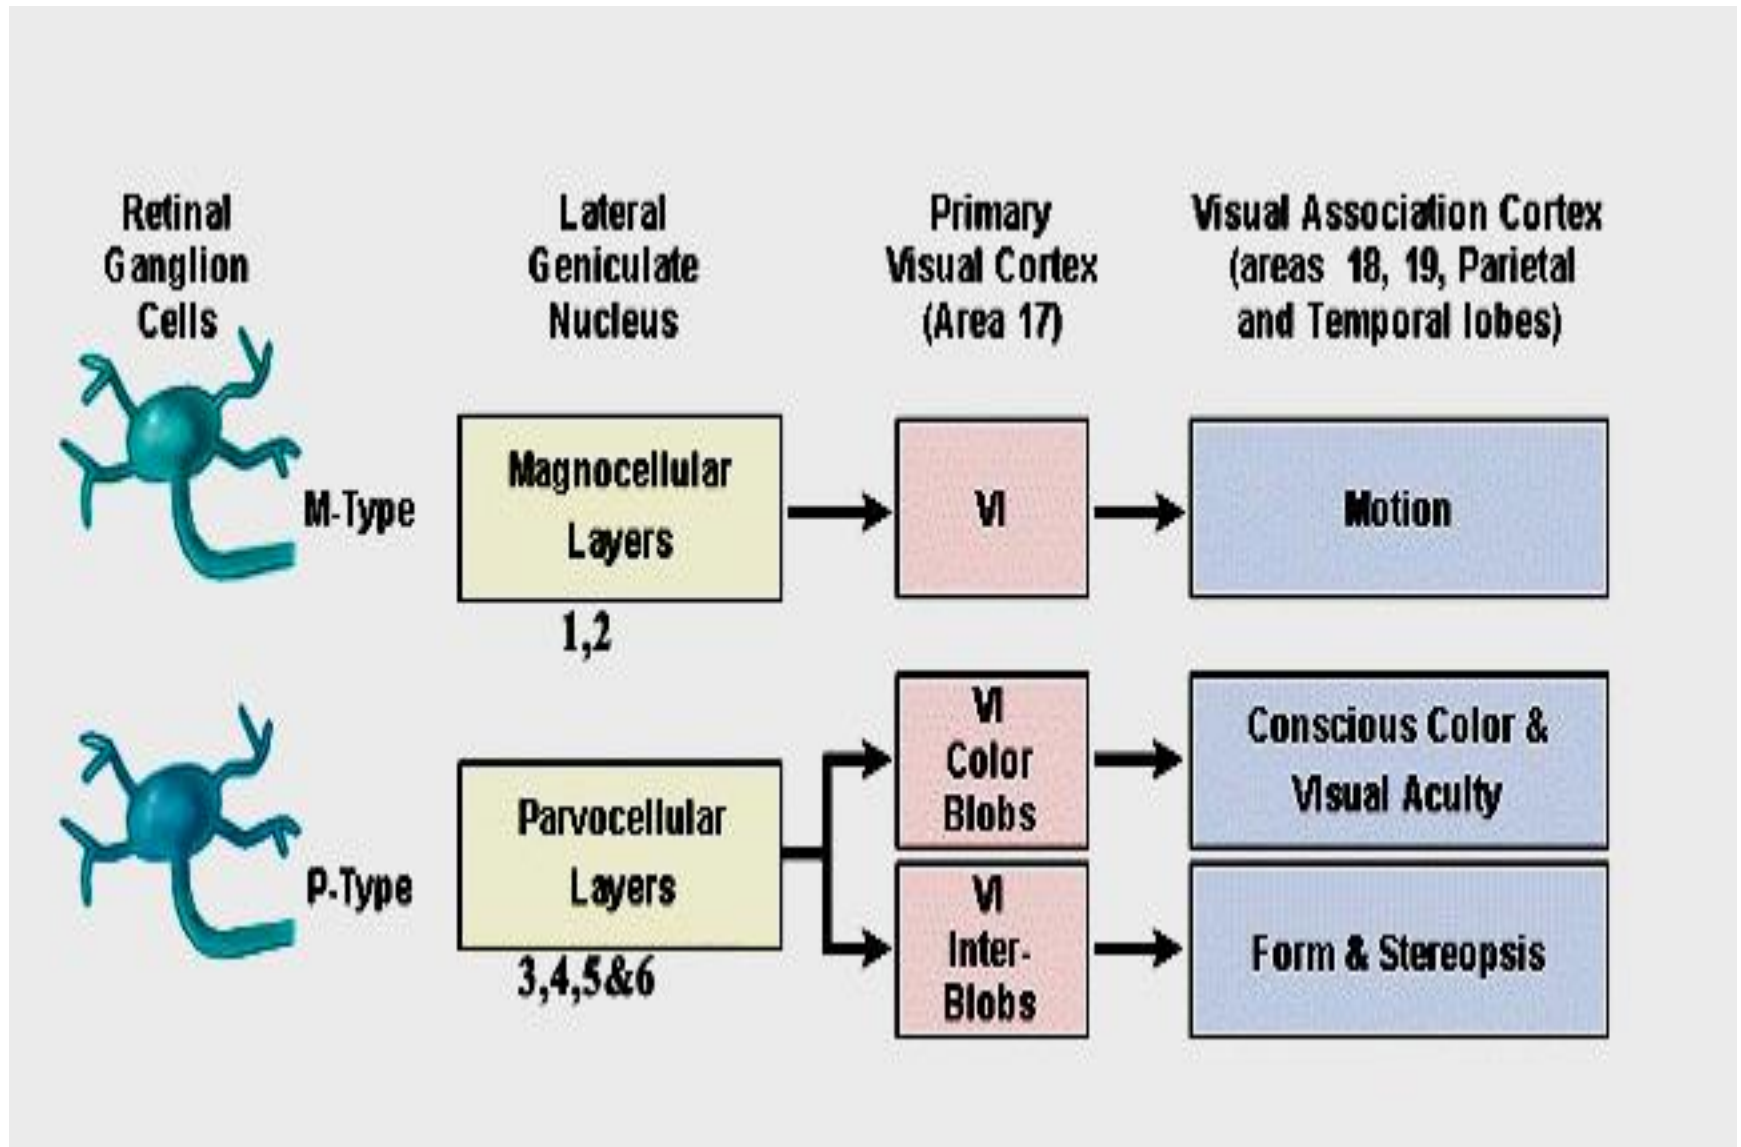 Retinal
Ganglion
Cells
Lateral
Geniculate
Nucleus
Primary
Visual Cortex
(Area 17)
Visual Association Cortex
(areas 18, 19, Parietal
and Temporal lobes)
M-Type
Magnocellular
Layers
1,2
VI
Motion
P-Type
Parvocellular
Layers
3,4,5&6
VI
Color
Blobs
Conscious Color &
Visual Acuity
VI
Inter-
Blobs
Form & Stereopsis